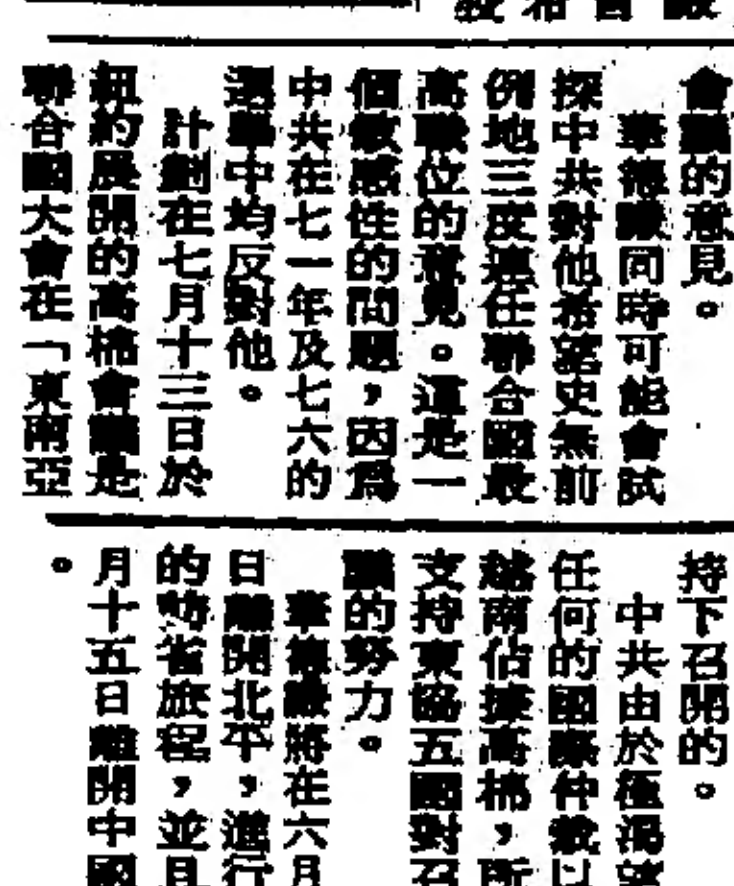 會議的意見。
華德翰同時可能會試
探中共對他希望史無前
例地三度連任聯合國最
高職位的意見。這是一
個敏感性的問題,因爲
中共在七一年及七六的
選舉中均反對他。
計劃在七月十三日於
紐約展開的高棉會議是
聯合國大會在「東南亞
持下召開的。
中共由於極渴望
任何的國際仲裁以
越南佔據高棉,所
支持東協五國對召
議的努力。
華德翰將在六月
日離開北平,進行
的訪省旅程,並且
月十五日離開中國
。